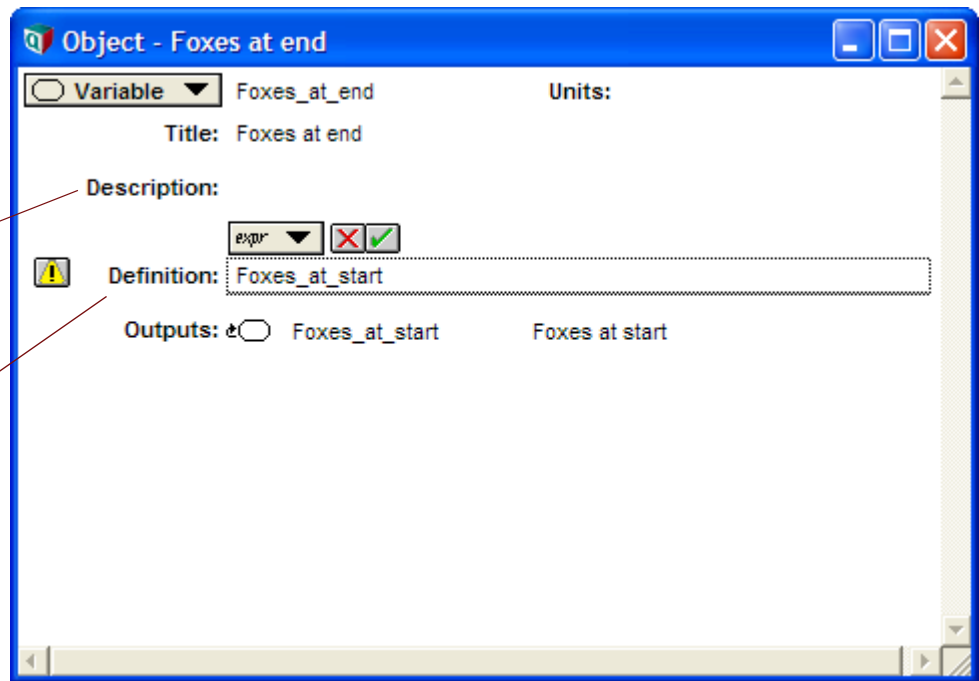 Object - Foxes at end
Variable Foxes_at_end Units:
Title: Foxes at end
Description:
expr
Definition: Foxes_at_start
Outputs: Foxes_at_start Foxes at start